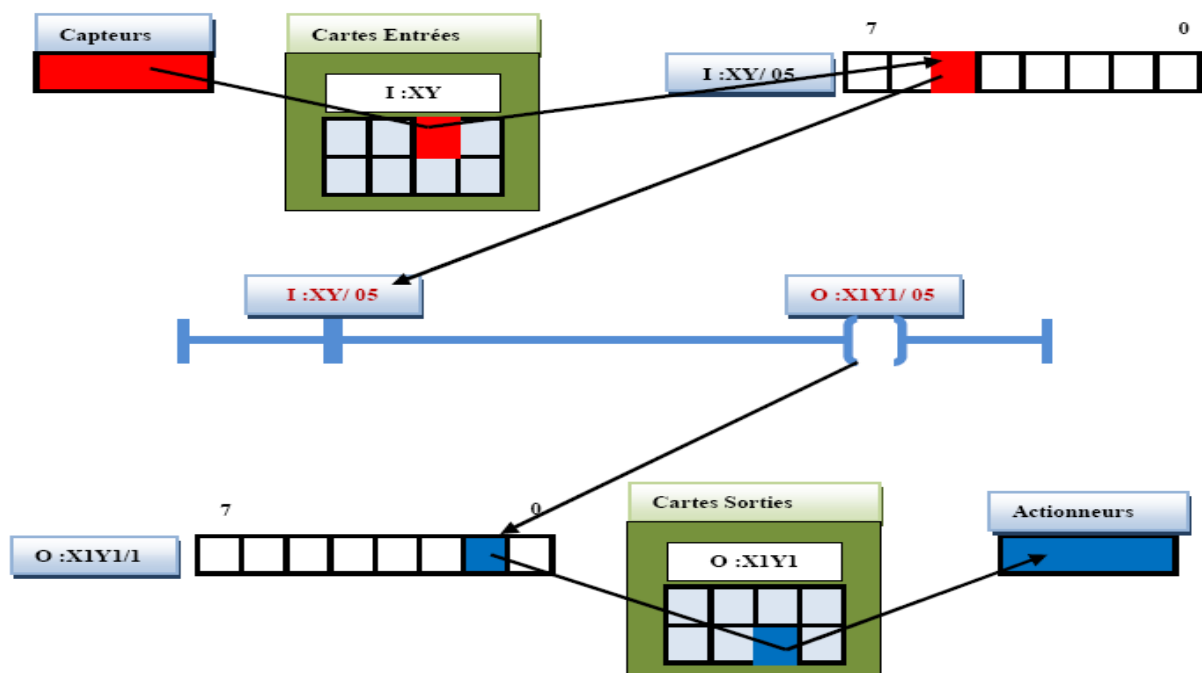 Capteurs
Cartes Entrées
7
0
I :XY/ 05
I :XY
I :XY/ 05
O :X1Y1/ 05
7
0
Cartes Sorties
Actionneurs
O :X1Y1/1
O :X1Y1